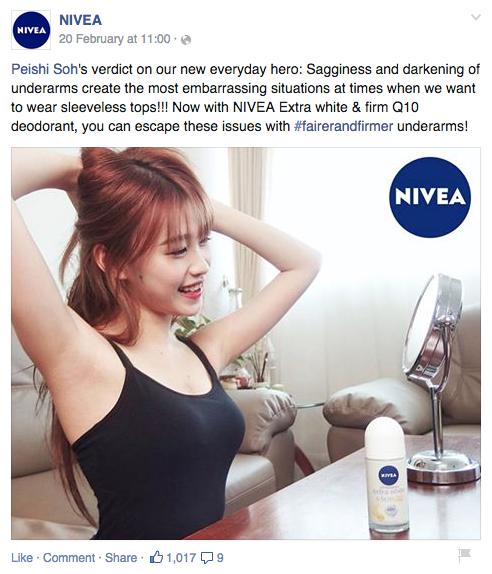 NIVEA
NIVEA
20 February at 11:00 ·
Peishi Soh's verdict on our new everyday hero: Sagginess and darkening of
underarms create the most embarrassing situations at times when we want
to wear sleeveless tops!!! Now with NIVEA Extra white & firm Q10
deodorant, you can escape these issues with #fairerandfirmer underarms!
NIVEA
NIVEA
extra white
& firm Q10
Like · Comment · Share · 1,017 9